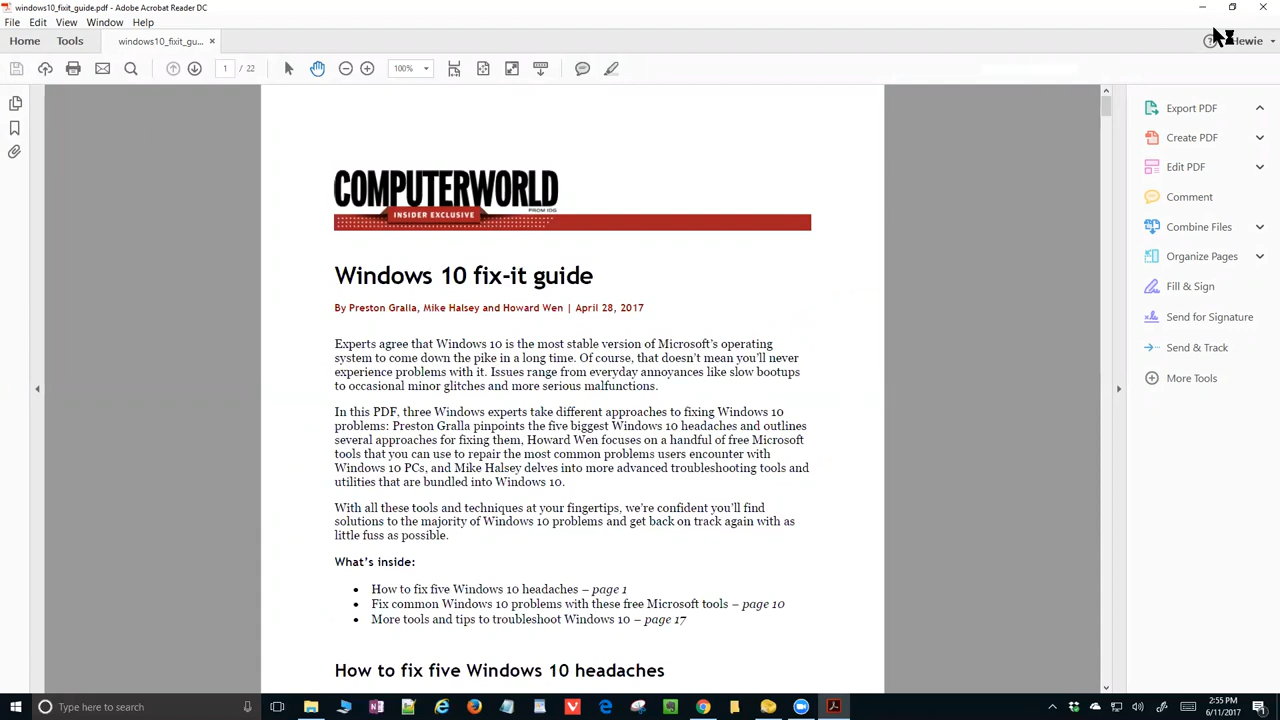 windows10_fixit_guide.pdf - Adobe Acrobat Reader DC
File Edit View Window Help
Home Tools windows10_fixit_gu... ×
Hewie
1 / 22
100%
Export PDF
Create PDF
Edit PDF
Comment
Combine Files
Organize Pages
Fill & Sign
Send for Signature
Send & Track
More Tools
COMPUTERWORLD
FROM IDG
INSIDER EXCLUSIVE
Windows 10 fix-it guide
By Preston Gralla, Mike Halsey and Howard Wen | April 28, 2017
Experts agree that Windows 10 is the most stable version of Microsoft's operating
system to come down the pike in a long time. Of course, that doesn't mean you'll never
experience problems with it. Issues range from everyday annoyances like slow bootups
to occasional minor glitches and more serious malfunctions.
In this PDF, three Windows experts take different approaches to fixing Windows 10
problems: Preston Gralla pinpoints the five biggest Windows 10 headaches and outlines
several approaches for fixing them, Howard Wen focuses on a handful of free Microsoft
tools that you can use to repair the most common problems users encounter with
Windows 10 PCs, and Mike Halsey delves into more advanced troubleshooting tools and
utilities that are bundled into Windows 10.
With all these tools and techniques at your fingertips, we're confident you'll find
solutions to the majority of Windows 10 problems and get back on track again with as
little fuss as possible.
What's inside:
• How to fix five Windows 10 headaches – page 1
• Fix common Windows 10 problems with these free Microsoft tools – page 10
• More tools and tips to troubleshoot Windows 10 – page 17
How to fix five Windows 10 headaches
Type here to search
2:55 PM
6/11/2017